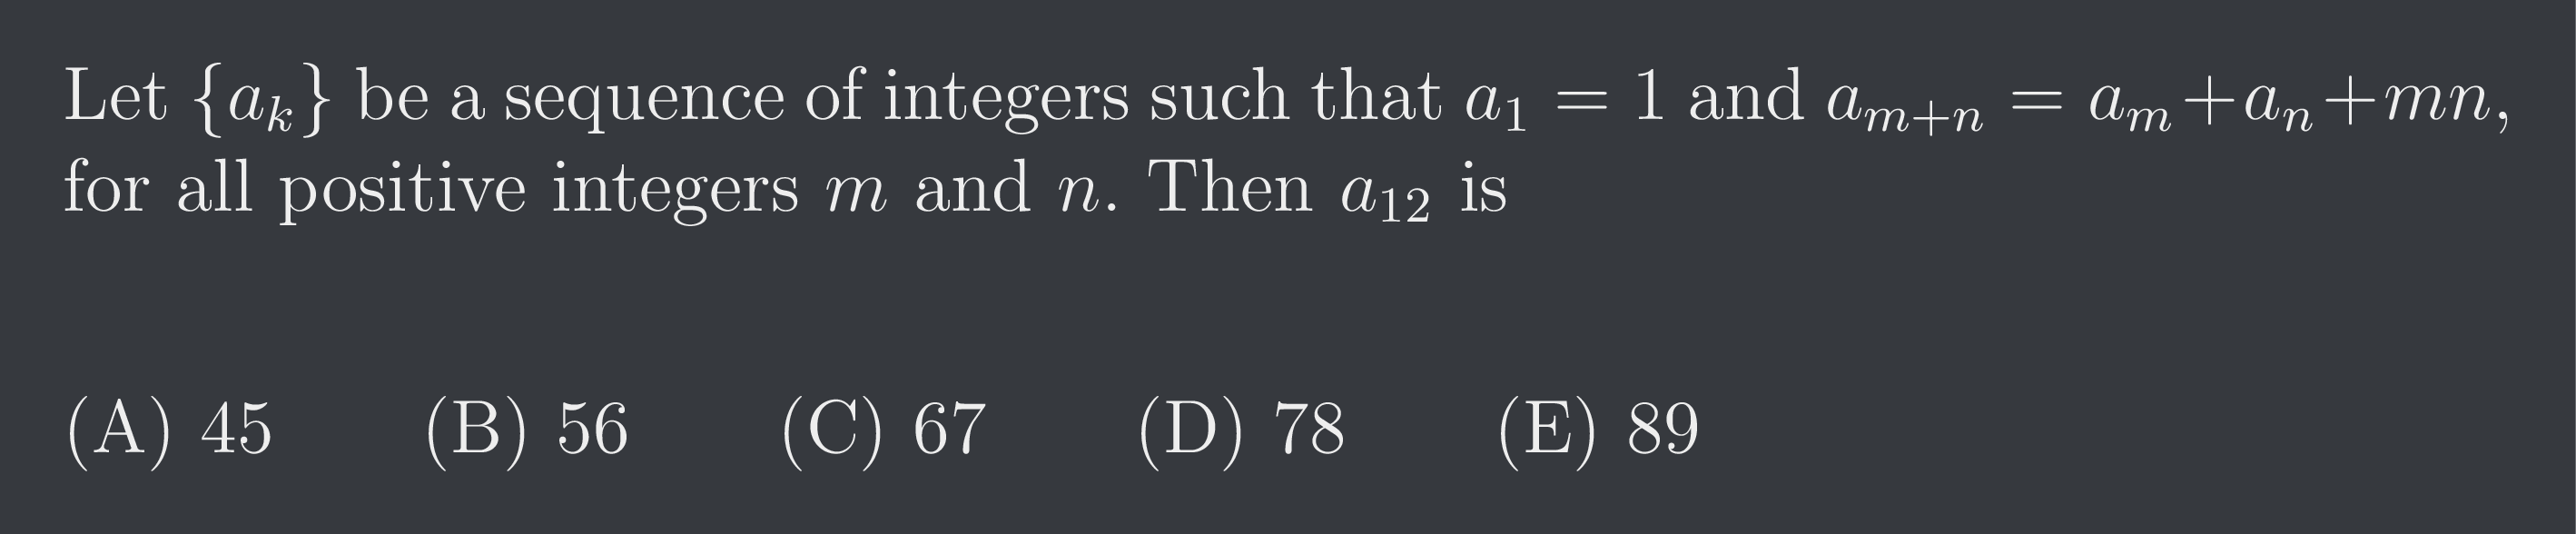 Let $\{a_k\}$ be a sequence of integers such that $a_1 = 1$ and $a_{m+n} = a_m + a_n + mn,$
for all positive integers $m$ and $n$. Then $a_{12}$ is
(A) 45 (B) 56 (C) 67 (D) 78 (E) 89